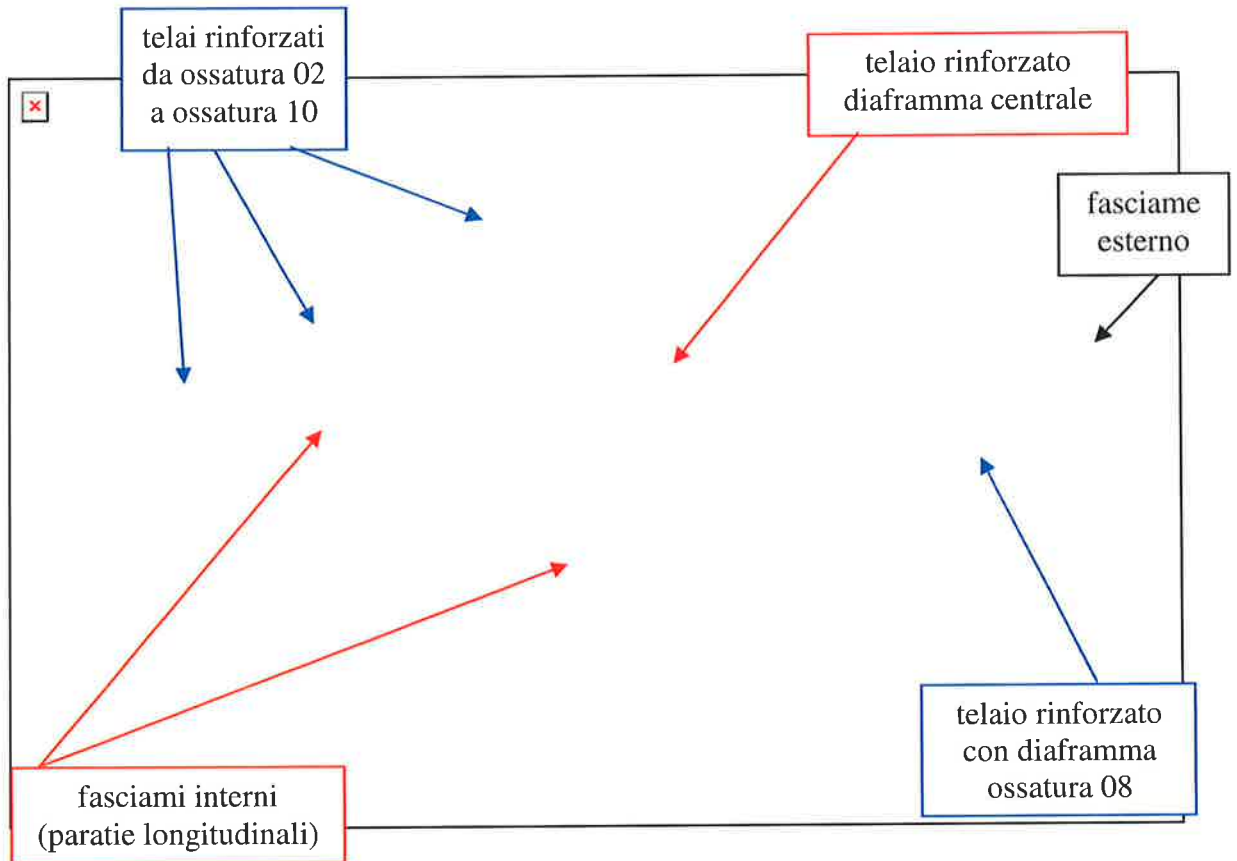 telai rinforzati
da ossatura 02
a ossatura 10
telaio rinforzato
diaframma centrale
fasciame
esterno
telaio rinforzato
con diaframma
ossatura 08
fasciami interni
(paratie longitudinali)